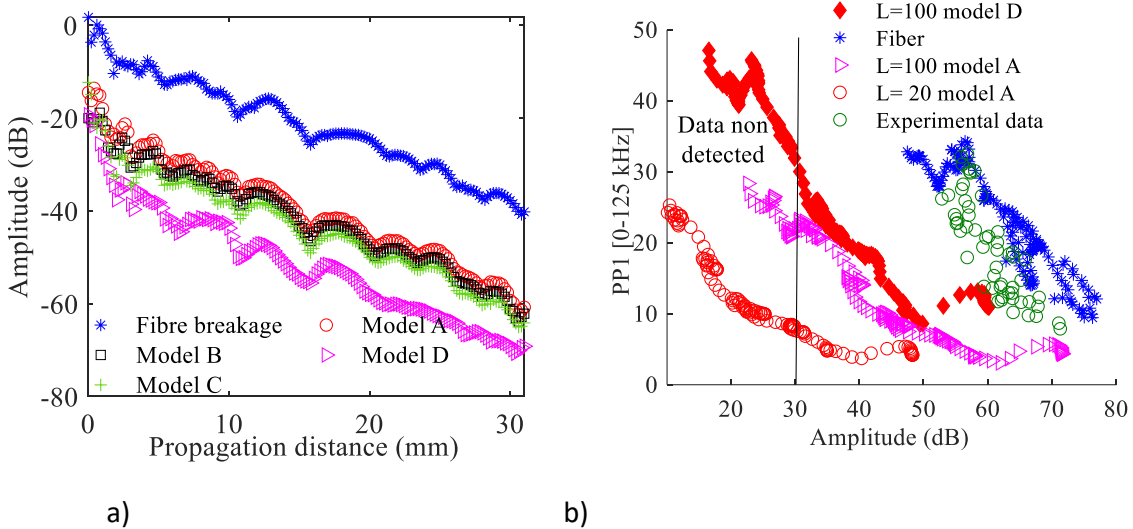 a)
0
-20
-40
-60
-80
Amplitude (dB)
Fibre breakage
Model A
Model B
Model D
Model C
0
10
20
30
Propagation distance (mm)
a)
b)
L=100 model D
Fiber
L=100 model A
L= 20 model A
Experimental data
50
40
30
20
10
0
PP1 [0-125 kHz]
Data non
detected
20
30
40
50
60
70
80
Amplitude (dB)
b)